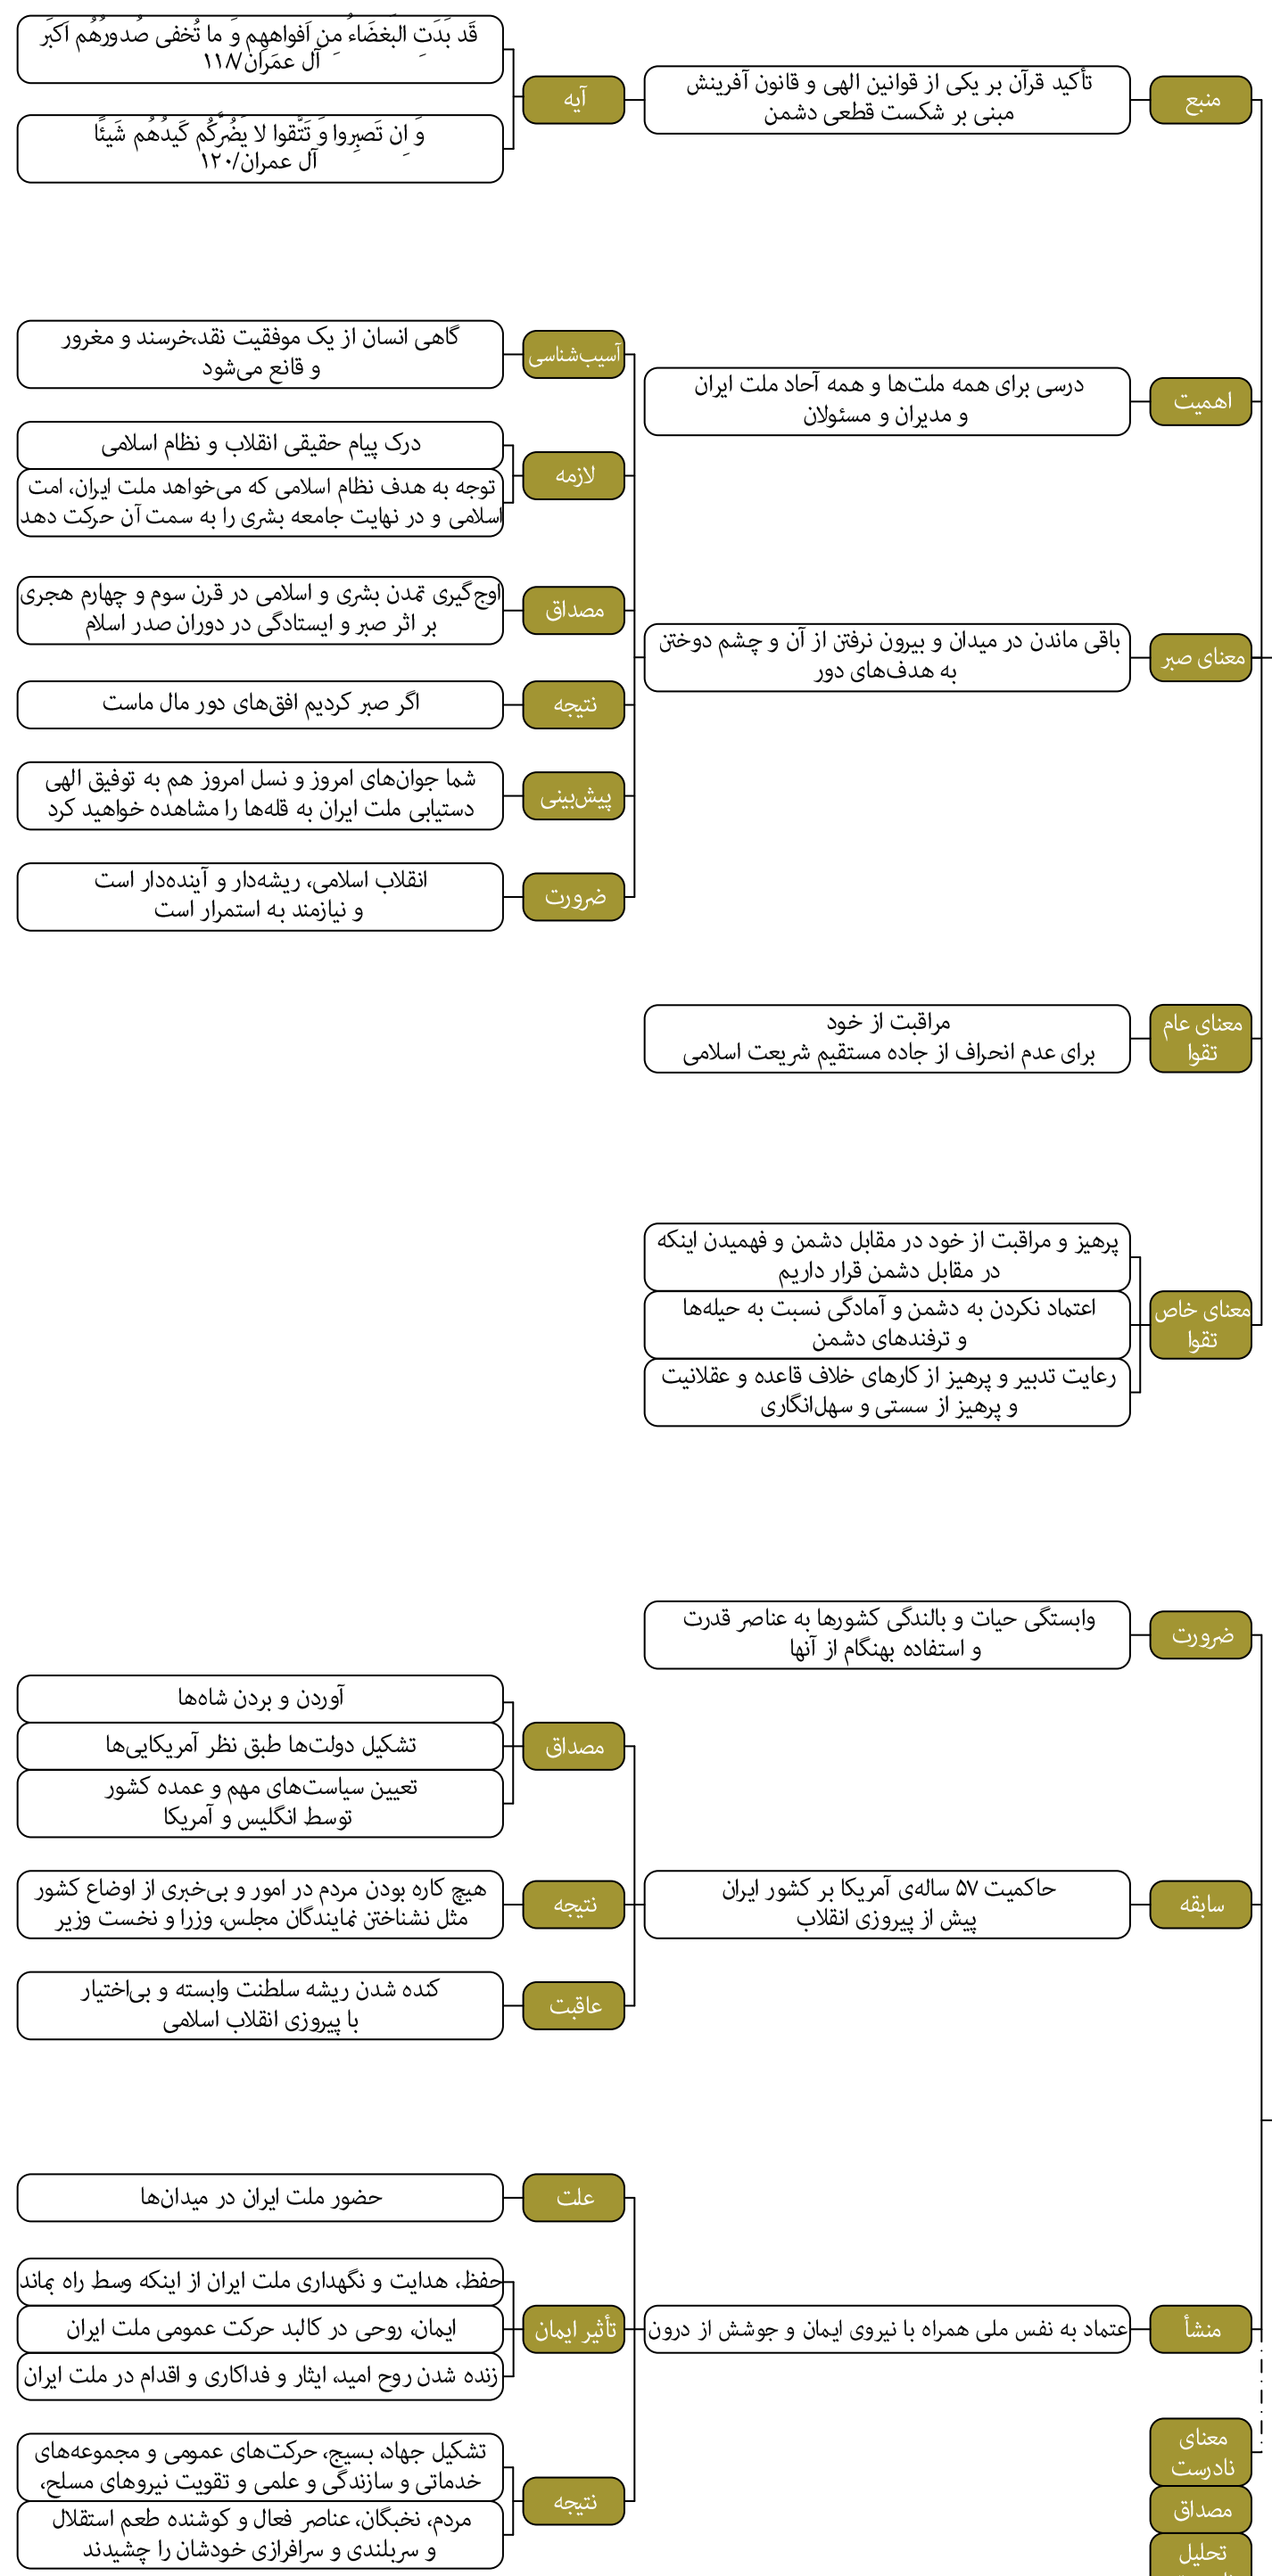 منبع
تأکید قرآن بر یکی از قوانین الهی و قانون آفرینش
مبنی بر شکست قطعی دشمن
آیه
قَد بَدَتِ البَغضَاءُ مِن اَفواهِهِم وَ ما تُخفی صُدورُهُم اَکبَر
آل عمران/۱۱۸
وَ اِن تَصبِروا وَ تَتَّقوا لا یَضُرُّکُم کَیدُهُم شَیئًا
آل عمران/۱۲۰
اهمیت
درسی برای همه ملت‌ها و همه آحاد ملت ایران
و مدیران و مسئولان
معنای صبر
باقی ماندن در میدان و بیرون نرفتن از آن و چشم دوختن
به هدف‌های دور
آسیب‌شناسی
گاهی انسان از یک موفقیت نقد،خرسند و مغرور
و قانع می‌شود
لازمه
درک پیام حقیقی انقلاب و نظام اسلامی
توجه به هدف نظام اسلامی که می‌خواهد ملت ایران، امت
اسلامی و در نهایت جامعه بشری را به سمت آن حرکت دهد
مصداق
اوج‌گیری تمدن بشری و اسلامی در قرن سوم و چهارم هجری
بر اثر صبر و ایستادگی در دوران صدر اسلام
نتیجه
اگر صبر کردیم افق‌های دور مال ماست
پیش‌بینی
شما جوان‌های امروز و نسل امروز هم به توفیق الهی
دستیابی ملت ایران به قله‌ها را مشاهده خواهید کرد
ضرورت
انقلاب اسلامی، ریشه‌دار و آینده‌دار است
و نیازمند به استمرار است
معنای عام
تقوا
مراقبت از خود
برای عدم انحراف از جاده مستقیم شریعت اسلامی
معنای خاص
تقوا
پرهیز و مراقبت از خود در مقابل دشمن و فهمیدن اینکه
در مقابل دشمن قرار داریم
اعتماد نکردن به دشمن و آمادگی نسبت به حیله‌ها
و ترفندهای دشمن
رعایت تدبیر و پرهیز از کارهای خلاف قاعده و عقلانیت
و پرهیز از سستی و سهل‌انگاری
ضرورت
وابستگی حیات و بالندگی کشورها به عناصر قدرت
و استفاده بهنگام از آنها
سابقه
حاکمیت ۵۷ ساله‌ی آمریکا بر کشور ایران
پیش از پیروزی انقلاب
مصداق
آوردن و بردن شاه‌ها
تشکیل دولت‌ها طبق نظر آمریکایی‌ها
تعیین سیاست‌های مهم و عمده کشور
توسط انگلیس و آمریکا
نتیجه
هیچ کاره بودن مردم در امور و بی‌خبری از اوضاع کشور
مثل نشناختن نمایندگان مجلس، وزرا و نخست وزیر
عاقبت
کنده شدن ریشه سلطنت وابسته و بی‌اختیار
با پیروزی انقلاب اسلامی
منشأ
عتماد به نفس ملی همراه با نیروی ایمان و جوشش از درون
علت
حضور ملت ایران در میدان‌ها
تأثیر ایمان
حفظ، هدایت و نگهداری ملت ایران از اینکه وسط راه بماند
ایمان، روحی در کالبد حرکت عمومی ملت ایران
زنده شدن روح امید، ایثار و فداکاری و اقدام در ملت ایران
نتیجه
تشکیل جهاد، بسیج، حرکت‌های عمومی و مجموعه‌های
خدماتی و سازندگی و علمی و تقویت نیروهای مسلح،
مردم، نخبگان، عناصر فعال و کوشنده طعم استقلال
و سربلندی و سرافرازی خودشان را چشیدند
معنای
نادرست
مصداق
تحلیل